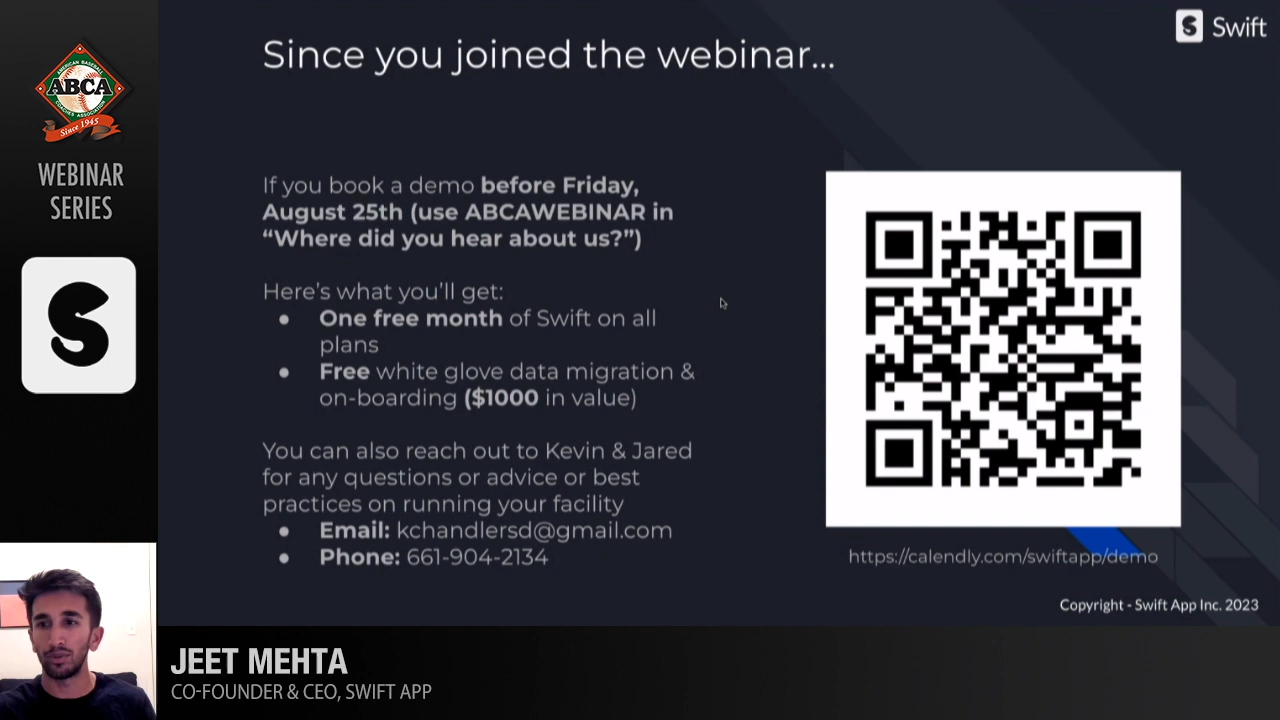 Since you joined the webinar...
Swift
AMERICAN BASEBALL
ABCA
COACHES ASSOCIATION
Since 1945
WEBINAR
SERIES
If you book a demo before Friday,
August 25th (use ABCAWEBINAR in
“Where did you hear about us?”)
Here’s what you’ll get:
● One free month of Swift on all
plans
● Free white glove data migration &
on-boarding ($1000 in value)
You can also reach out to Kevin & Jared
for any questions or advice or best
practices on running your facility
● Email: kchandlersd@gmail.com
● Phone: 661-904-2134
https://calendly.com/swiftapp/demo
Copyright - Swift App Inc. 2023
JEET MEHTA
CO-FOUNDER & CEO, SWIFT APP